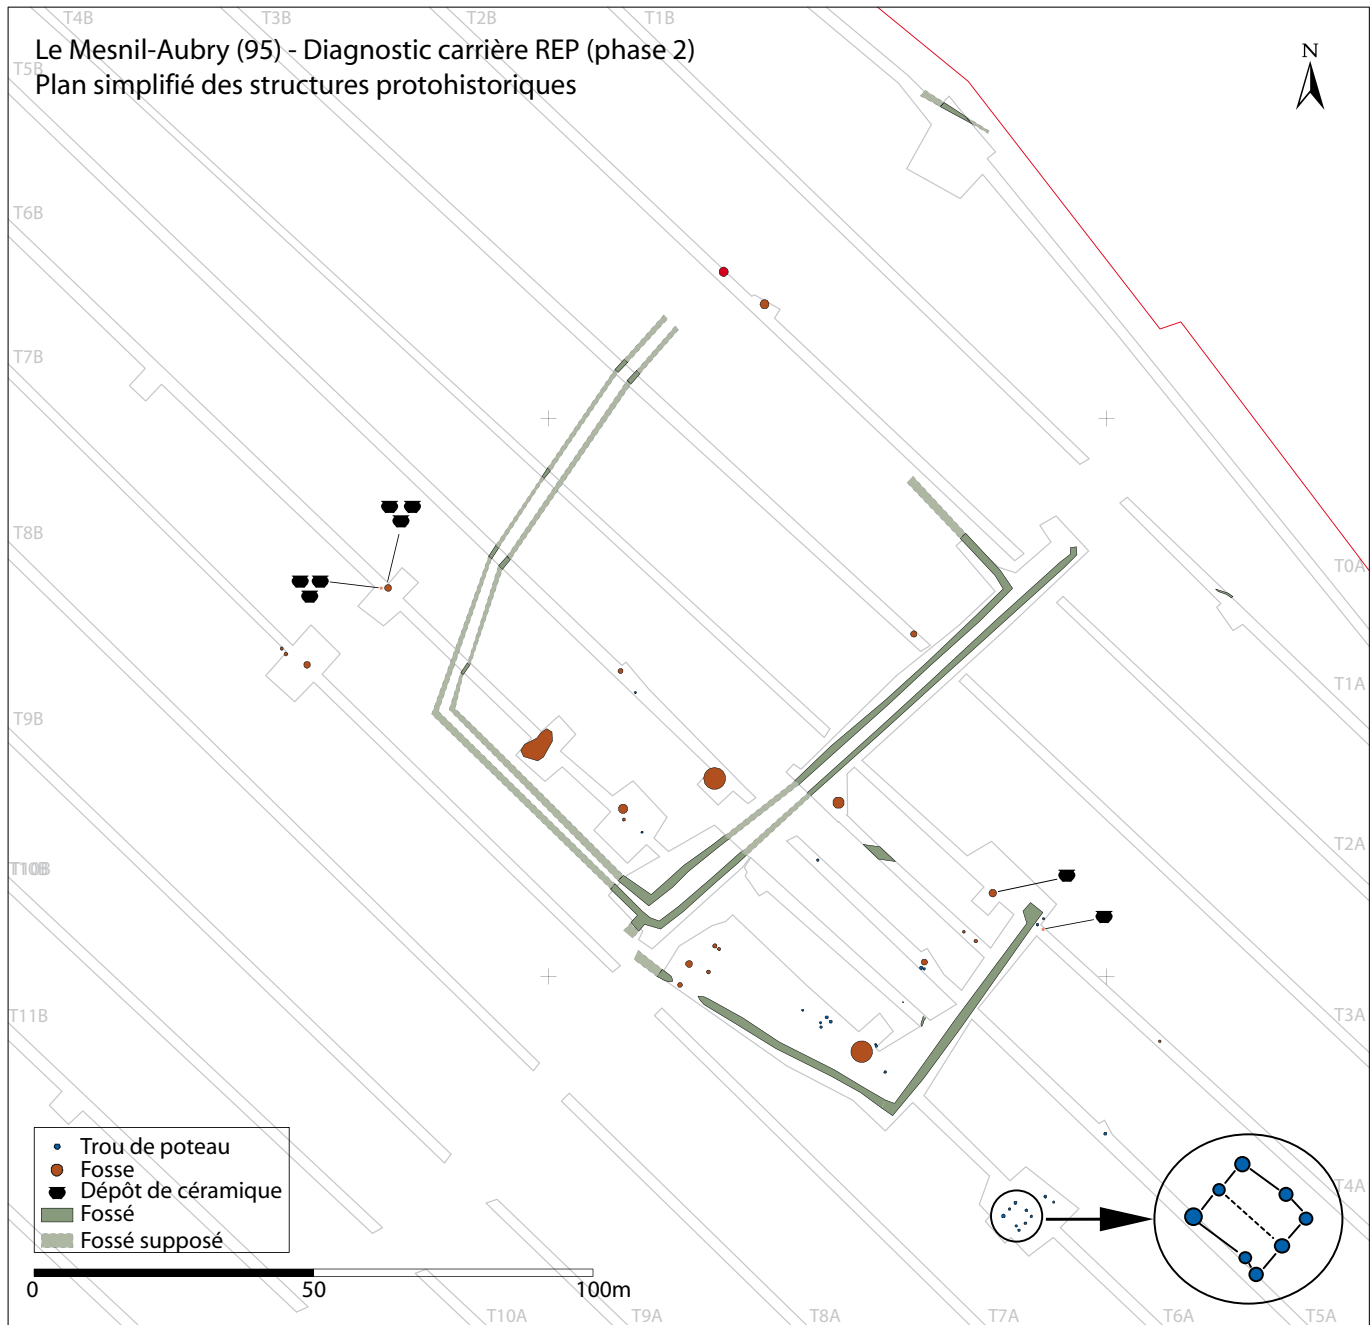 T4B
T3B
T2B
T1B
Le Mesnil-Aubry (95) - Diagnostic carrière REP (phase 2)
Plan simplifié des structures protohistoriques
N
T5B
T6B
T7B
T8B
T0A
T1A
T9B
T2A
T10B
T3A
T11B
T4A
Trou de poteau
Fosse
Dépôt de céramique
Fossé
Fossé supposé
0
50
100m
T10A
T9A
T8A
T7A
T6A
T5A